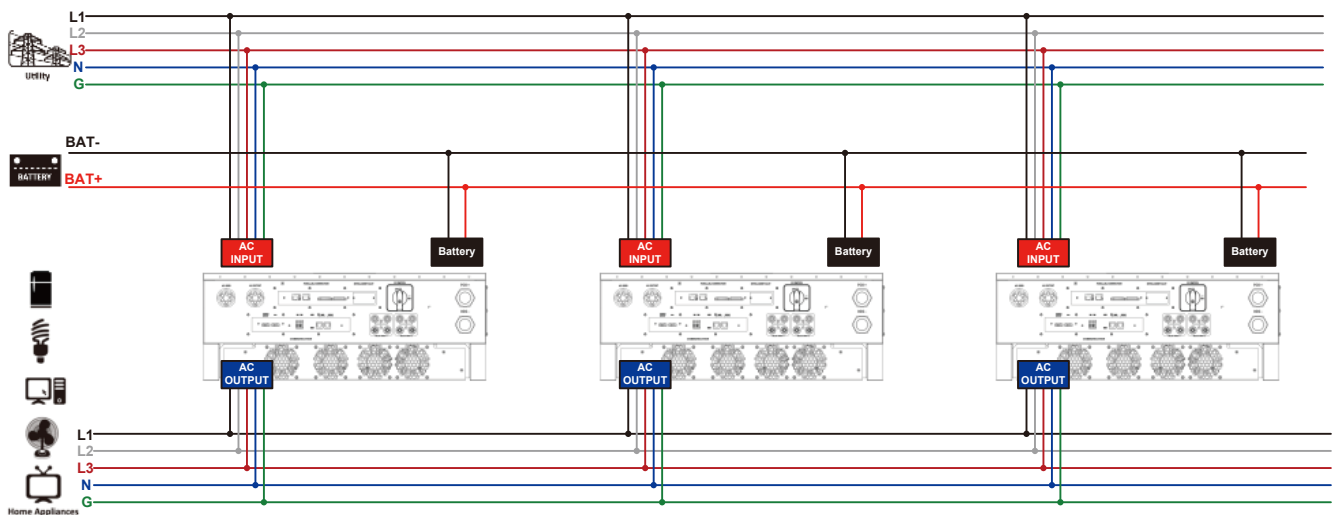 L1
L2
L3
N
G
Utility
BAT-
BATTERY
BAT+
AC
INPUT
Battery
AC
INPUT
Battery
AC
INPUT
Battery
AC
OUTPUT
AC
OUTPUT
AC
OUTPUT
L1
L2
L3
N
G
Home Appliances